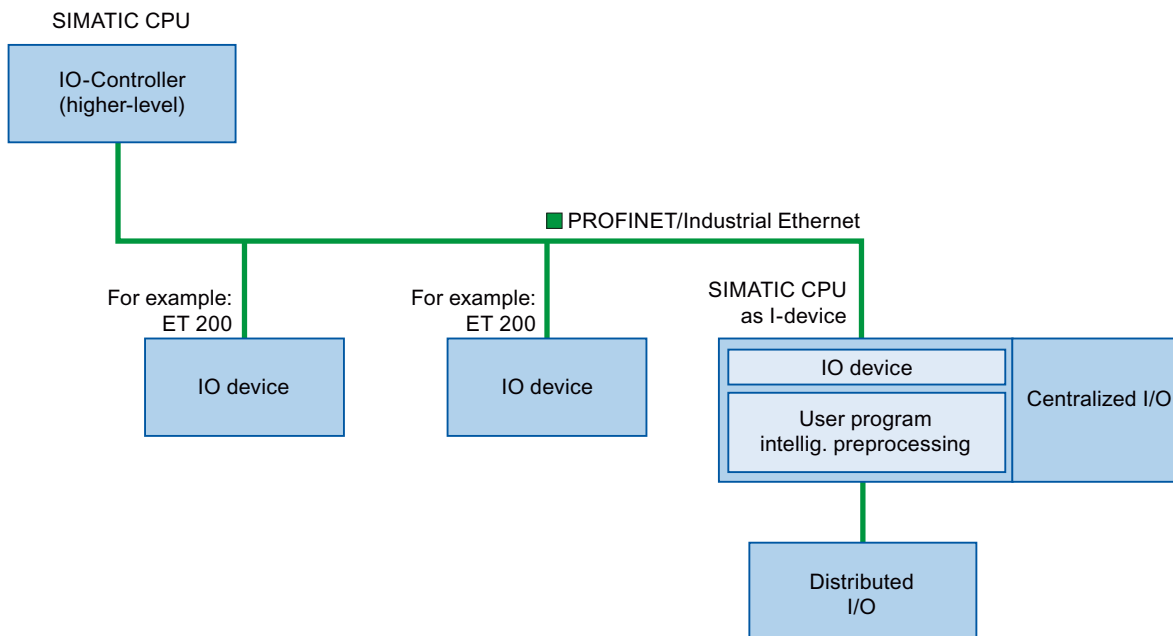 SIMATIC CPU
IO-Controller
(higher-level)
PROFINET/Industrial Ethernet
For example:
ET 200
IO device
For example:
ET 200
IO device
SIMATIC CPU
as I-device
IO device
User program
intellig. preprocessing
Centralized I/O
Distributed
I/O